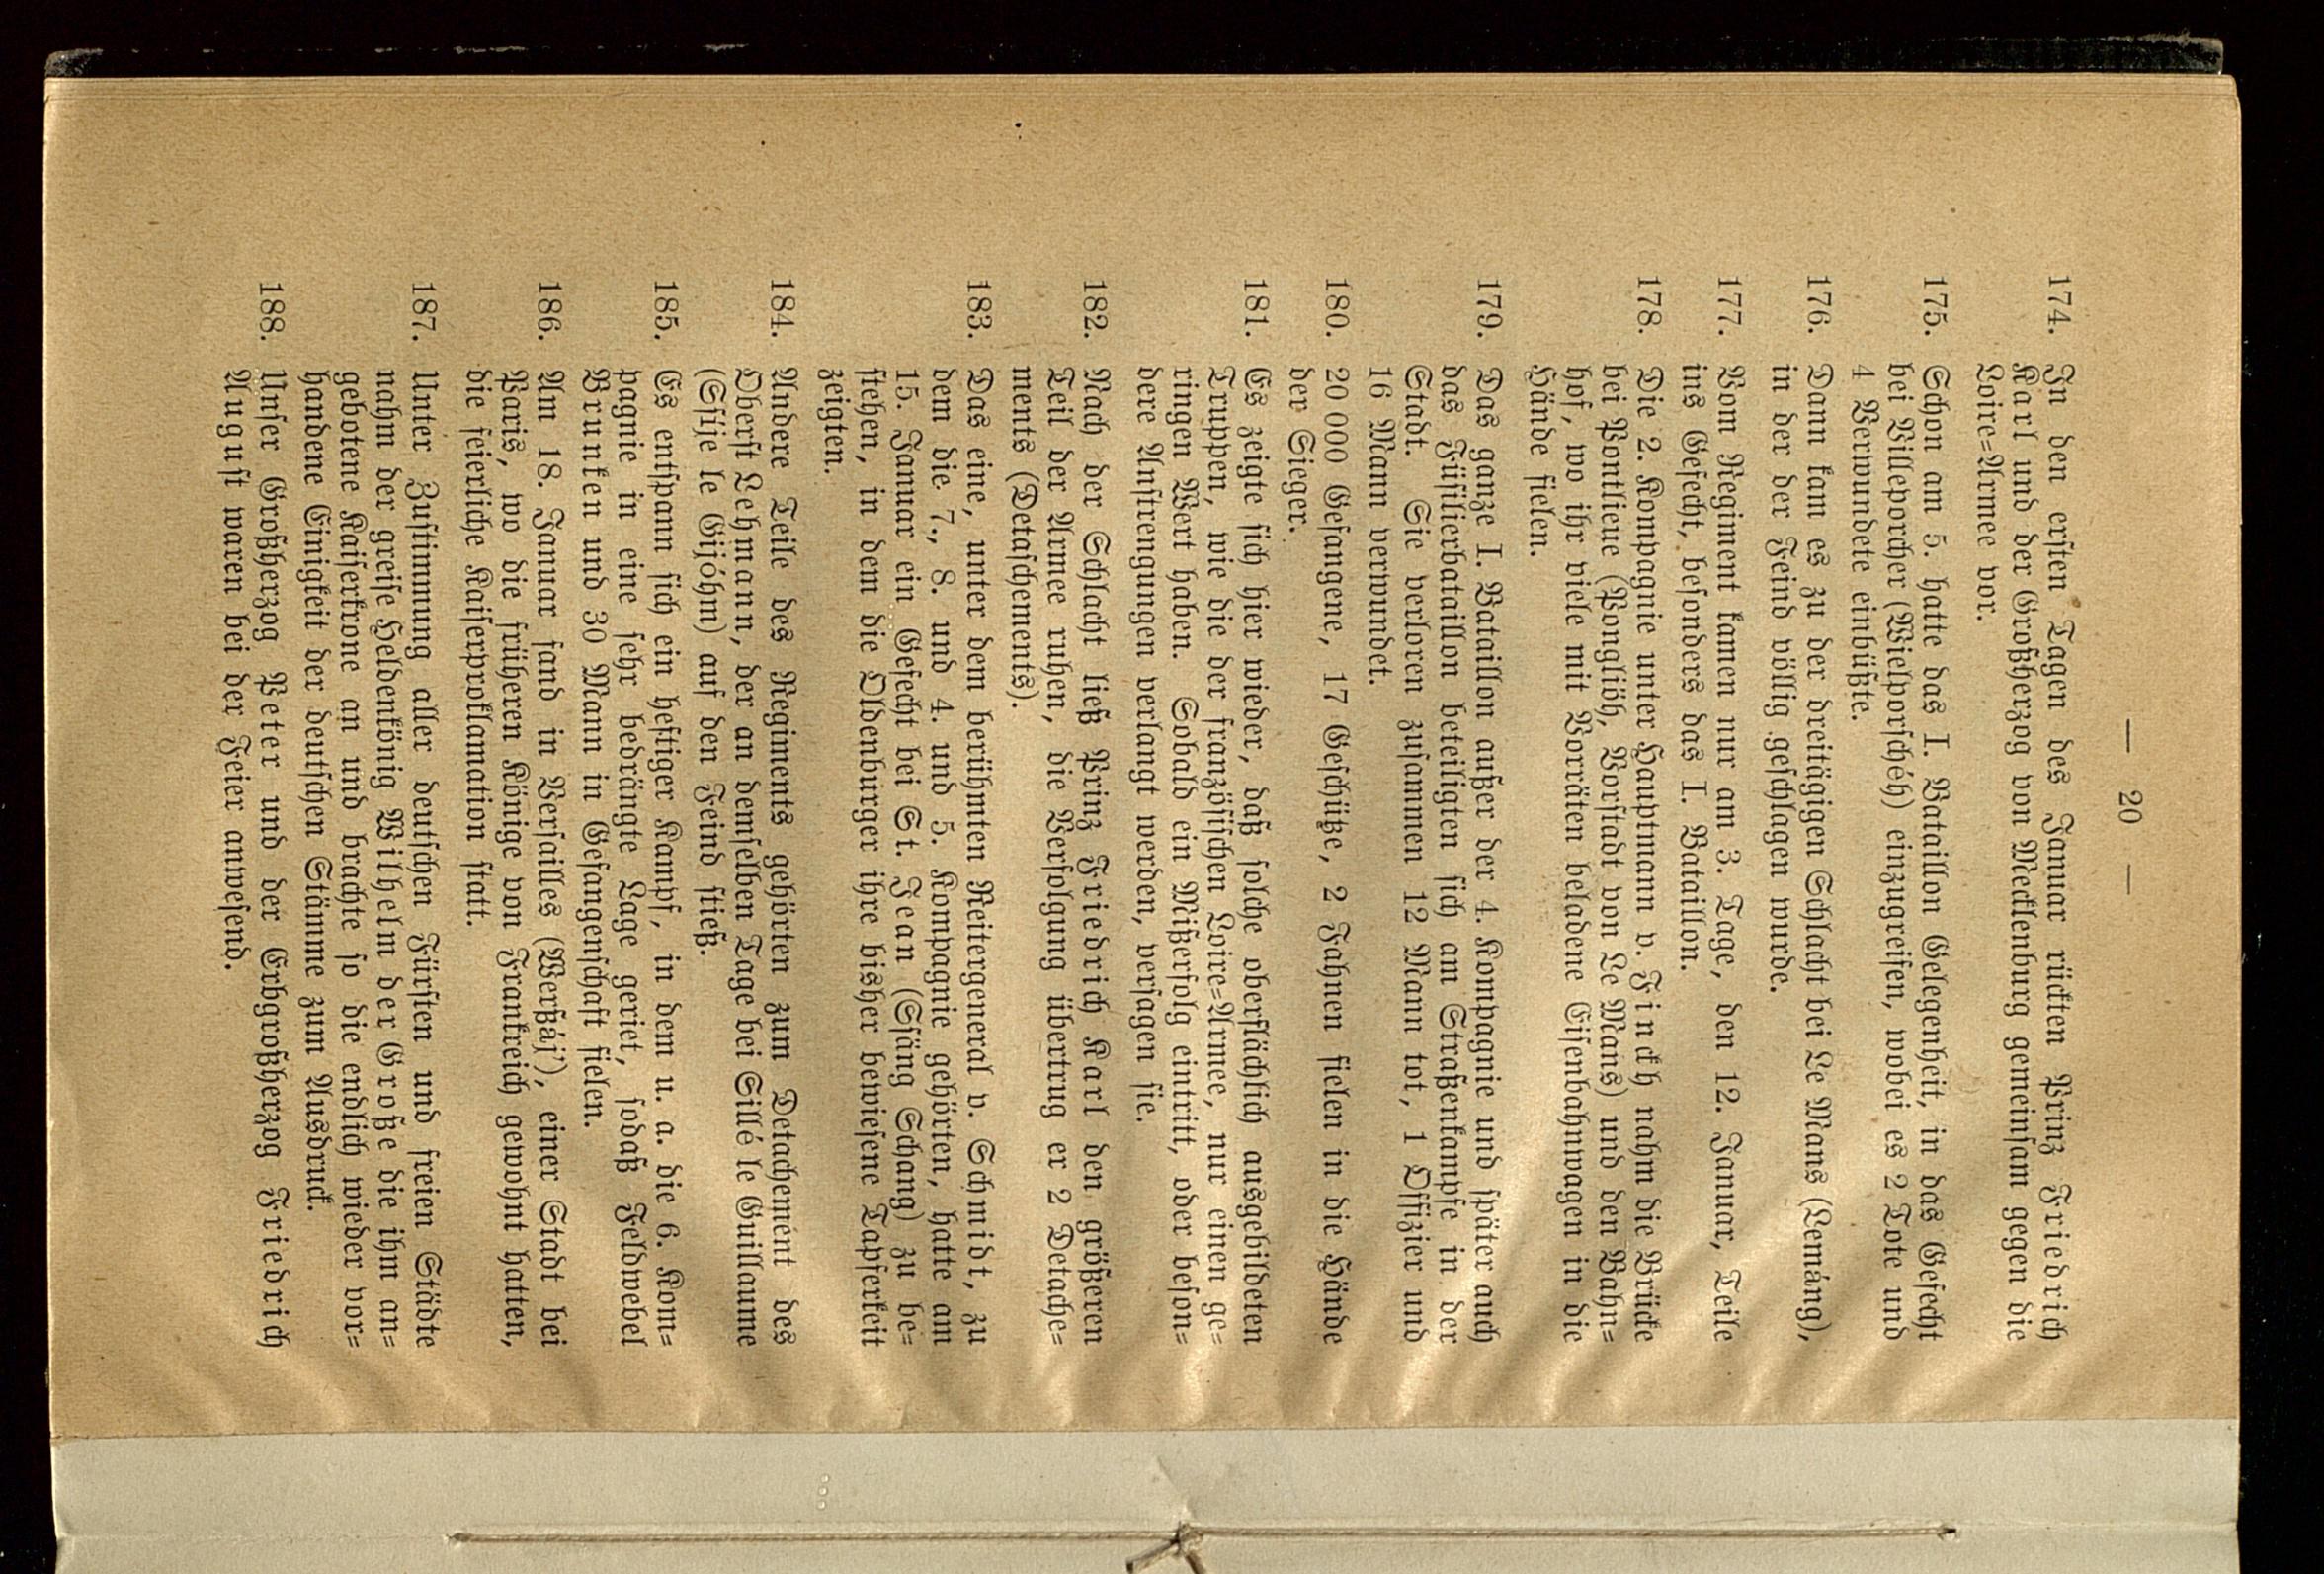 — 20 —
174. In den ersten Tagen des Januar rückten Prinz Friedrich
Karl und der Großherzog von Mecklenburg gemeinsam gegen die
Loire=Armee vor.
175. Schon am 5. hatte das I. Bataillon Gelegenheit, in das Gefecht
bei Villeporcher (Wielporschéh) einzugreifen, wobei es 2 Tote und
4 Verwundete einbüßte.
176. Dann kam es zu der dreitägigen Schlacht bei Le Mans (Lemáng),
in der der Feind völlig geschlagen wurde.
177. Vom Regiment kamen nur am 3. Tage, den 12. Januar, Teile
ins Gefecht, besonders das I. Bataillon.
178. Die 2. Kompagnie unter Hauptmann v. Finckh nahm die Brücke
bei Pontlieue (Pongliöh, Vorstadt von Le Mans) und den Bahn=
hof, wo ihr viele mit Vorräten beladene Eisenbahnwagen in die
Hände fielen.
179. Das ganze I. Bataillon außer der 4. Kompagnie und später auch
das Füsilierbataillon beteiligten sich am Straßenkampfe in der
Stadt. Sie verloren zusammen 12 Mann tot, 1 Offizier und
16 Mann verwundet.
180. 20 000 Gefangene, 17 Geschütze, 2 Fahnen fielen in die Hände
der Sieger.
181. Es zeigte sich hier wieder, daß solche oberflächlich ausgebildeten
Truppen, wie die der französischen Loire=Armee, nur einen ge=
ringen Wert haben. Sobald ein Mißerfolg eintritt, oder beson=
dere Anstrengungen verlangt werden, versagen sie.
182. Nach der Schlacht ließ Prinz Friedrich Karl den größeren
Teil der Armee ruhen, die Verfolgung übertrug er 2 Detache=
ments (Detaschements).
183. Das eine, unter dem berühmten Reitergeneral v. Schmidt, zu
dem die 7., 8. und 4. und 5. Kompagnie gehörten, hatte am
15. Januar ein Gefecht bei St. Jean (Ssäng Schang) zu be=
stehen, in dem die Oldenburger ihre bisher bewiesene Tapferkeit
zeigten.
184. Andere Teile des Regiments gehörten zum Detachement des
Oberst Lehmann, der an demselben Tage bei Sillé le Guillaume
(Ssije le Gijóhm) auf den Feind stieß.
185. Es entspann sich ein heftiger Kampf, in dem u. a. die 6. Kom=
pagnie in eine sehr bedrängte Lage geriet, sodaß Feldwebel
Brunken und 30 Mann in Gefangenschaft fielen.
186. Am 18. Januar fand in Versailles (Werßáj'), einer Stadt bei
Paris, wo die früheren Könige von Frankreich gewohnt hatten,
die feierliche Kaiserproklamation statt.
187. Unter Zustimmung aller deutschen Fürsten und freien Städte
nahm der greise Heldenkönig Wilhelm der Große die ihm an=
gebotene Kaiserkrone an und brachte so die endlich wieder vor=
handene Einigkeit der deutschen Stämme zum Ausdruck.
188. Unser Großherzog Peter und der Erbgroßherzog Friedrich
August waren bei der Feier anwesend.